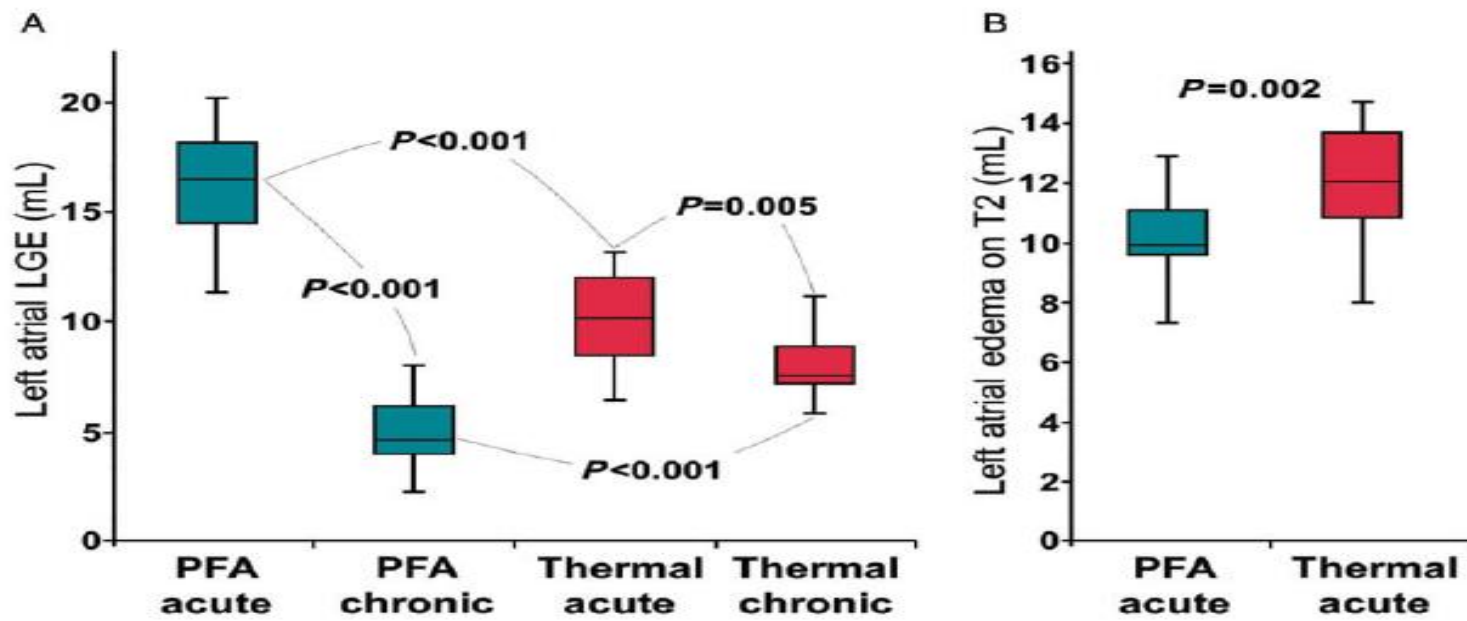 A
Left atrial LGE (mL)
20
15
10
5
0
P<0.001
P=0.005
P<0.001
P<0.001
PFA
acute
PFA
chronic
Thermal
acute
Thermal
chronic
B
Left atrial edema on T2 (mL)
16
14
12
10
8
6
4
2
0
P=0.002
PFA
acute
Thermal
acute